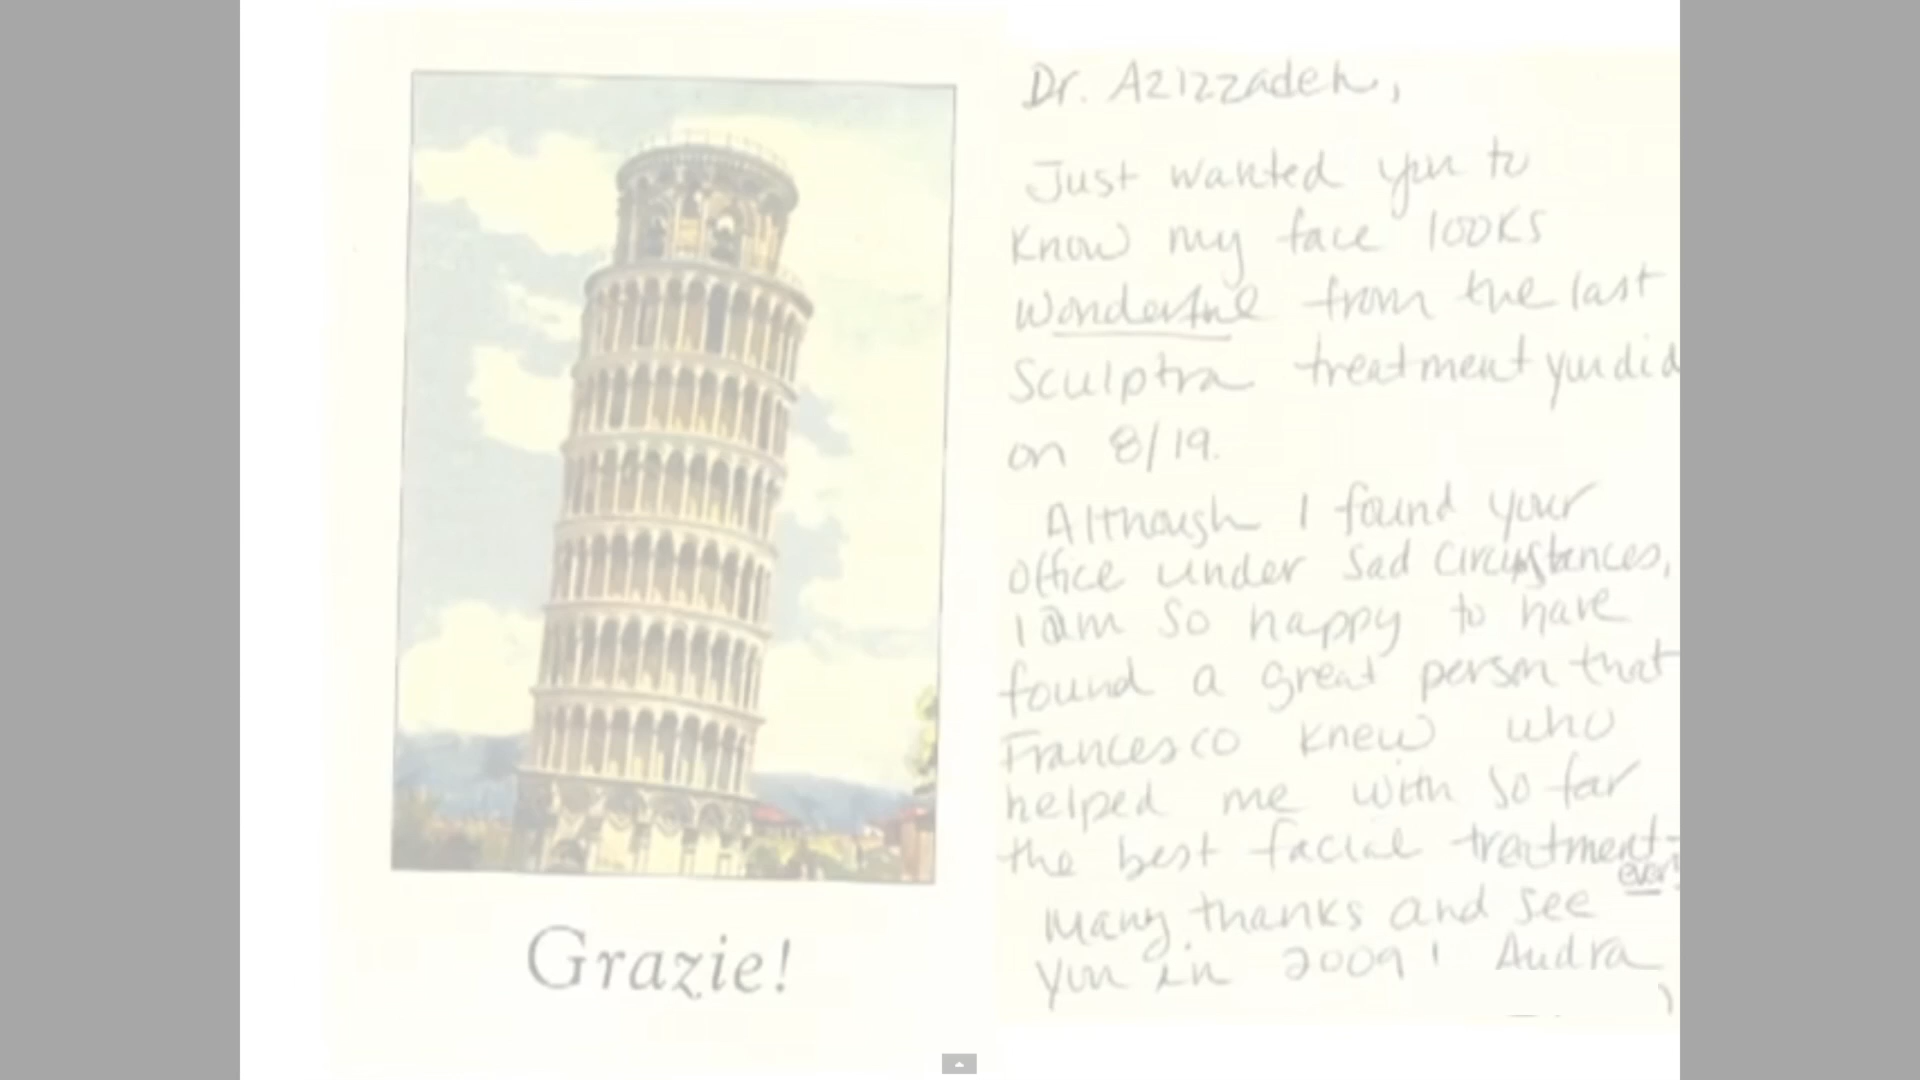 Grazie!
Dr. Azizzadeh,
Just wanted you to
know my face looks
wonderful from the last
Sculptra treatment you did
on 8/19.
Although I found your
office under sad circumstances,
I am so happy to have
found a great person that
Francesco knew who
helped me with so far
the best facial treatment-
ever!
Many thanks and see
you in 2009! Audra